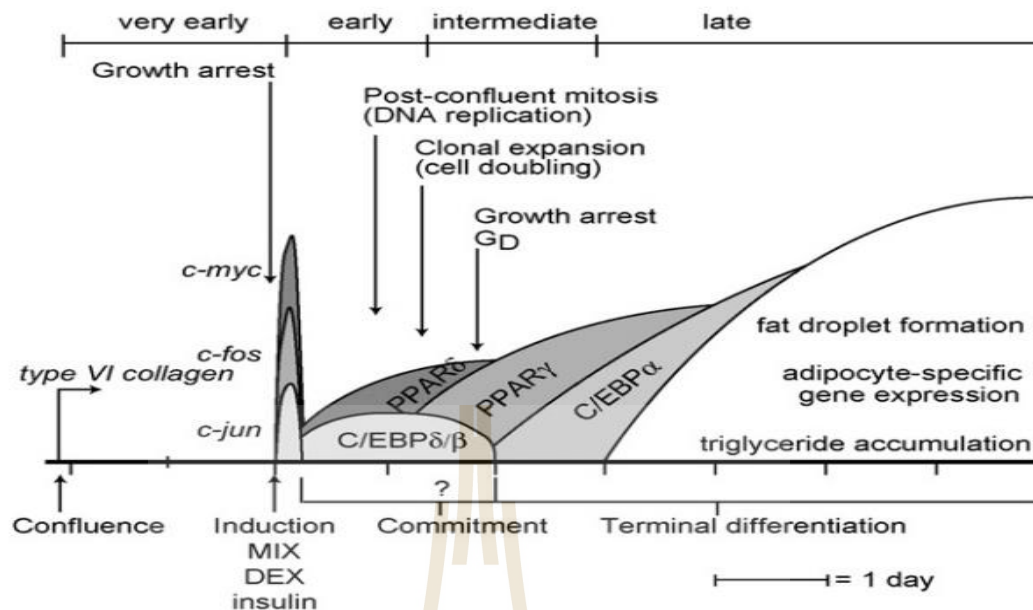 very early
early
intermediate
late
Growth arrest
Post-confluent mitosis
(DNA replication)
Clonal expansion
(cell doubling)
Growth arrest
GD
c-myc
c-fos
type VI collagen
c-jun
PPARδ
PPARγ
C/EBPα
C/EBPδ/β
fat droplet formation
adipocyte-specific
gene expression
triglyceride accumulation
?
Confluence
Induction
MIX
DEX
insulin
Commitment
Terminal differentiation
= 1 day